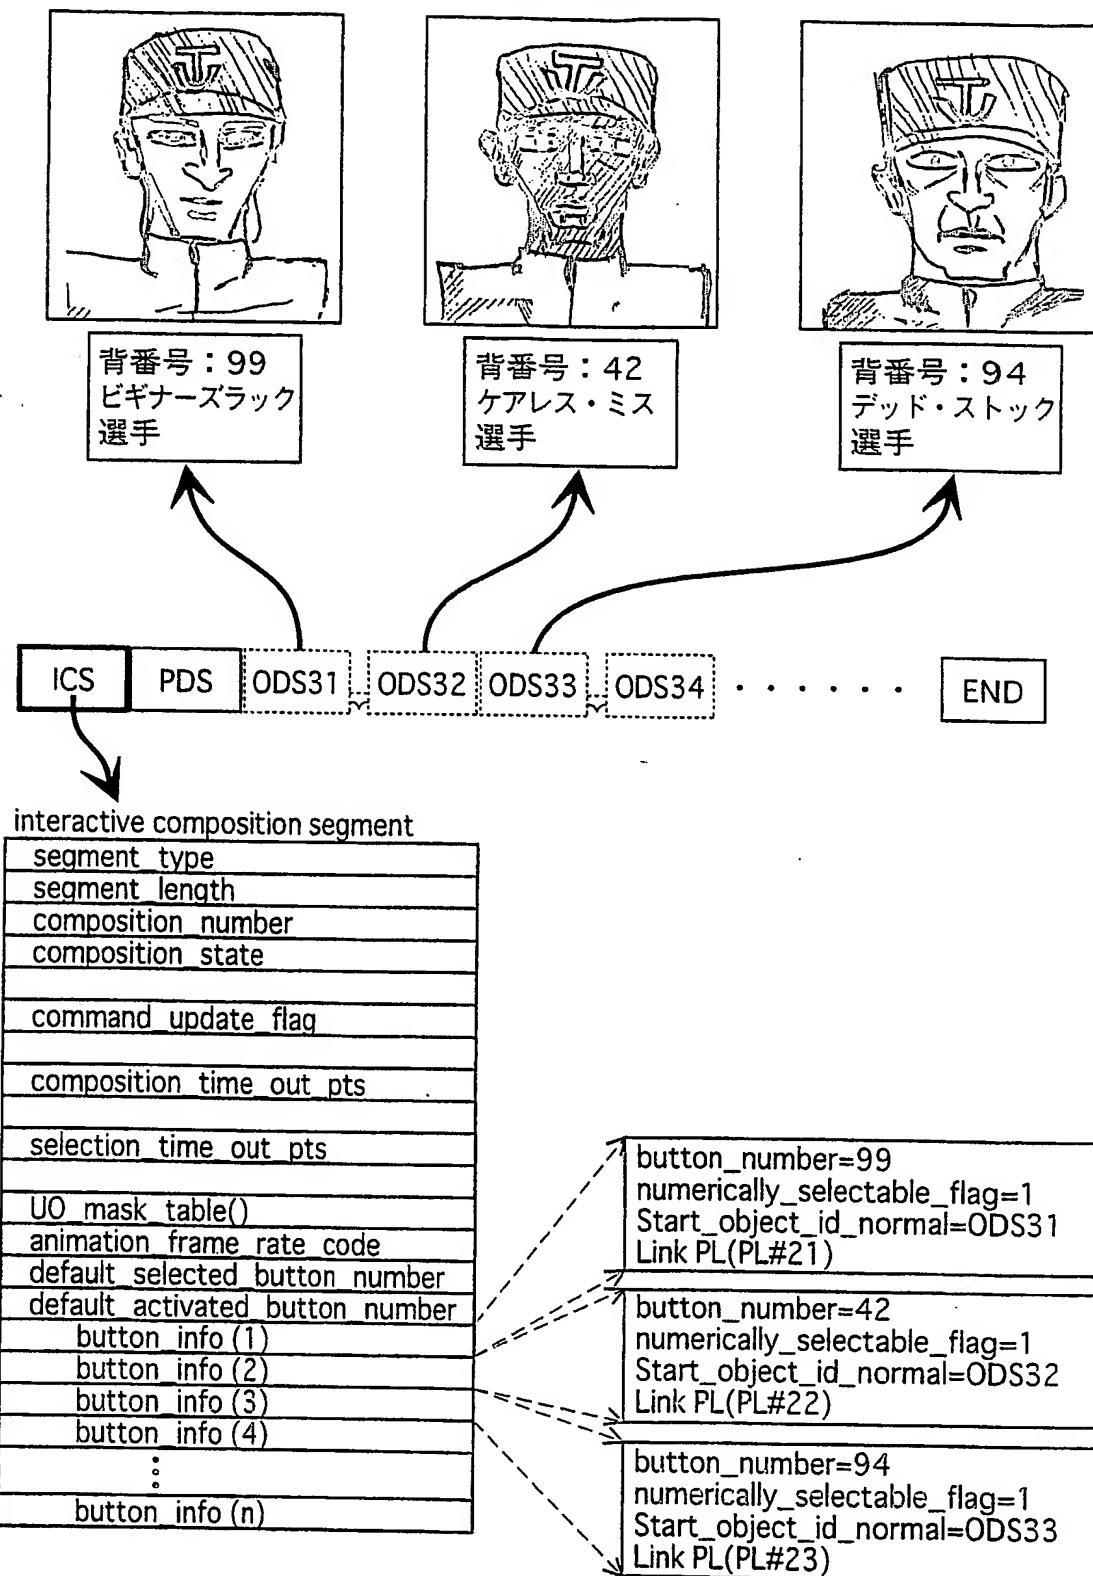 背番号：99
ビギナーズラック
選手
背番号：42
ケアレス・ミス
選手
背番号：94
デッド・ストック
選手
ICS PDS ODS31 ODS32 ODS33 ODS34 ・・・・・・ END
interactive composition segment
segment_type
segment_length
composition_number
composition_state
command_update_flag
composition_time_out_pts
selection_time_out_pts
UO_mask_table()
animation_frame_rate_code
default_selected_button_number
default_activated_button_number
button_info (1)
button_info (2)
button_info (3)
button_info (4)
button_info (n)
button_number=99
numerically_selectable_flag=1
Start_object_id_normal=ODS31
Link PL(PL#21)
button_number=42
numerically_selectable_flag=1
Start_object_id_normal=ODS32
Link PL(PL#22)
button_number=94
numerically_selectable_flag=1
Start_object_id_normal=ODS33
Link PL(PL#23)